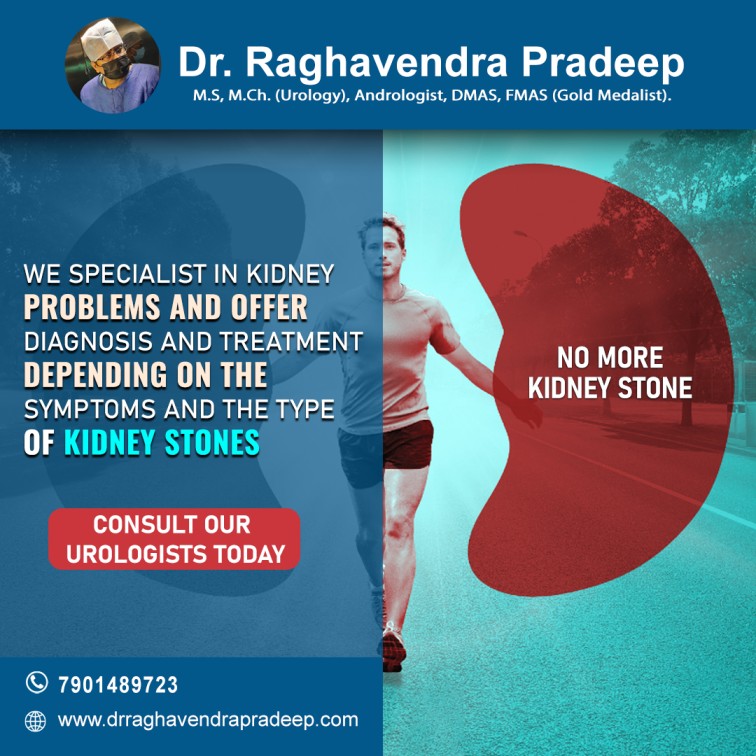 Dr. Raghavendra Pradeep
M.S, M.Ch. (Urology), Andrologist, DMAS, FMAS (Gold Medalist).
WE SPECIALIST IN KIDNEY
PROBLEMS AND OFFER
DIAGNOSIS AND TREATMENT
DEPENDING ON THE
SYMPTOMS AND THE TYPE
OF KIDNEY STONES
NO MORE
KIDNEY STONE
CONSULT OUR
UROLOGISTS TODAY
7901489723
www.drraghavendrapradeep.com